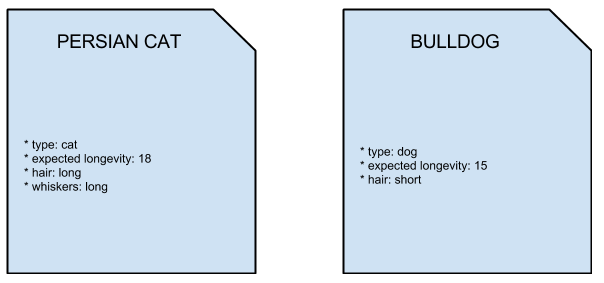 PERSIAN CAT
* type: cat
* expected longevity: 18
* hair: long
* whiskers: long
BULLDOG
* type: dog
* expected longevity: 15
* hair: short